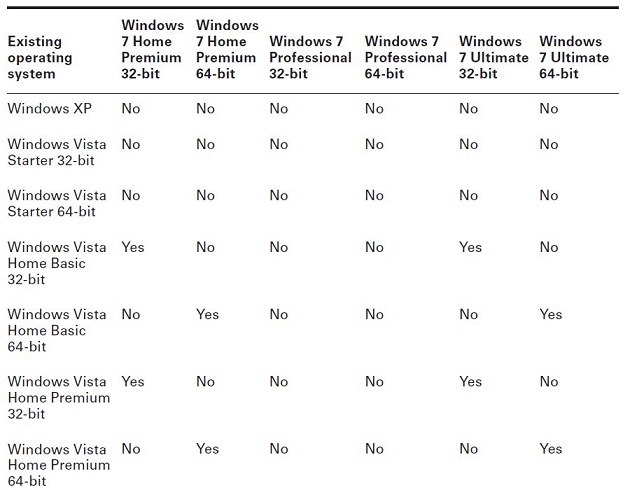 Existing operating system | Windows 7 Home Premium 32-bit | Windows 7 Home Premium 64-bit | Windows 7 Professional 32-bit | Windows 7 Professional 64-bit | Windows 7 Ultimate 32-bit | Windows 7 Ultimate 64-bit
Windows XP | No | No | No | No | No | No
Windows Vista Starter 32-bit | No | No | No | No | No | No
Windows Vista Starter 64-bit | No | No | No | No | No | No
Windows Vista Home Basic 32-bit | Yes | No | No | No | Yes | No
Windows Vista Home Basic 64-bit | No | Yes | No | No | No | Yes
Windows Vista Home Premium 32-bit | Yes | No | No | No | Yes | No
Windows Vista Home Premium 64-bit | No | Yes | No | No | No | Yes